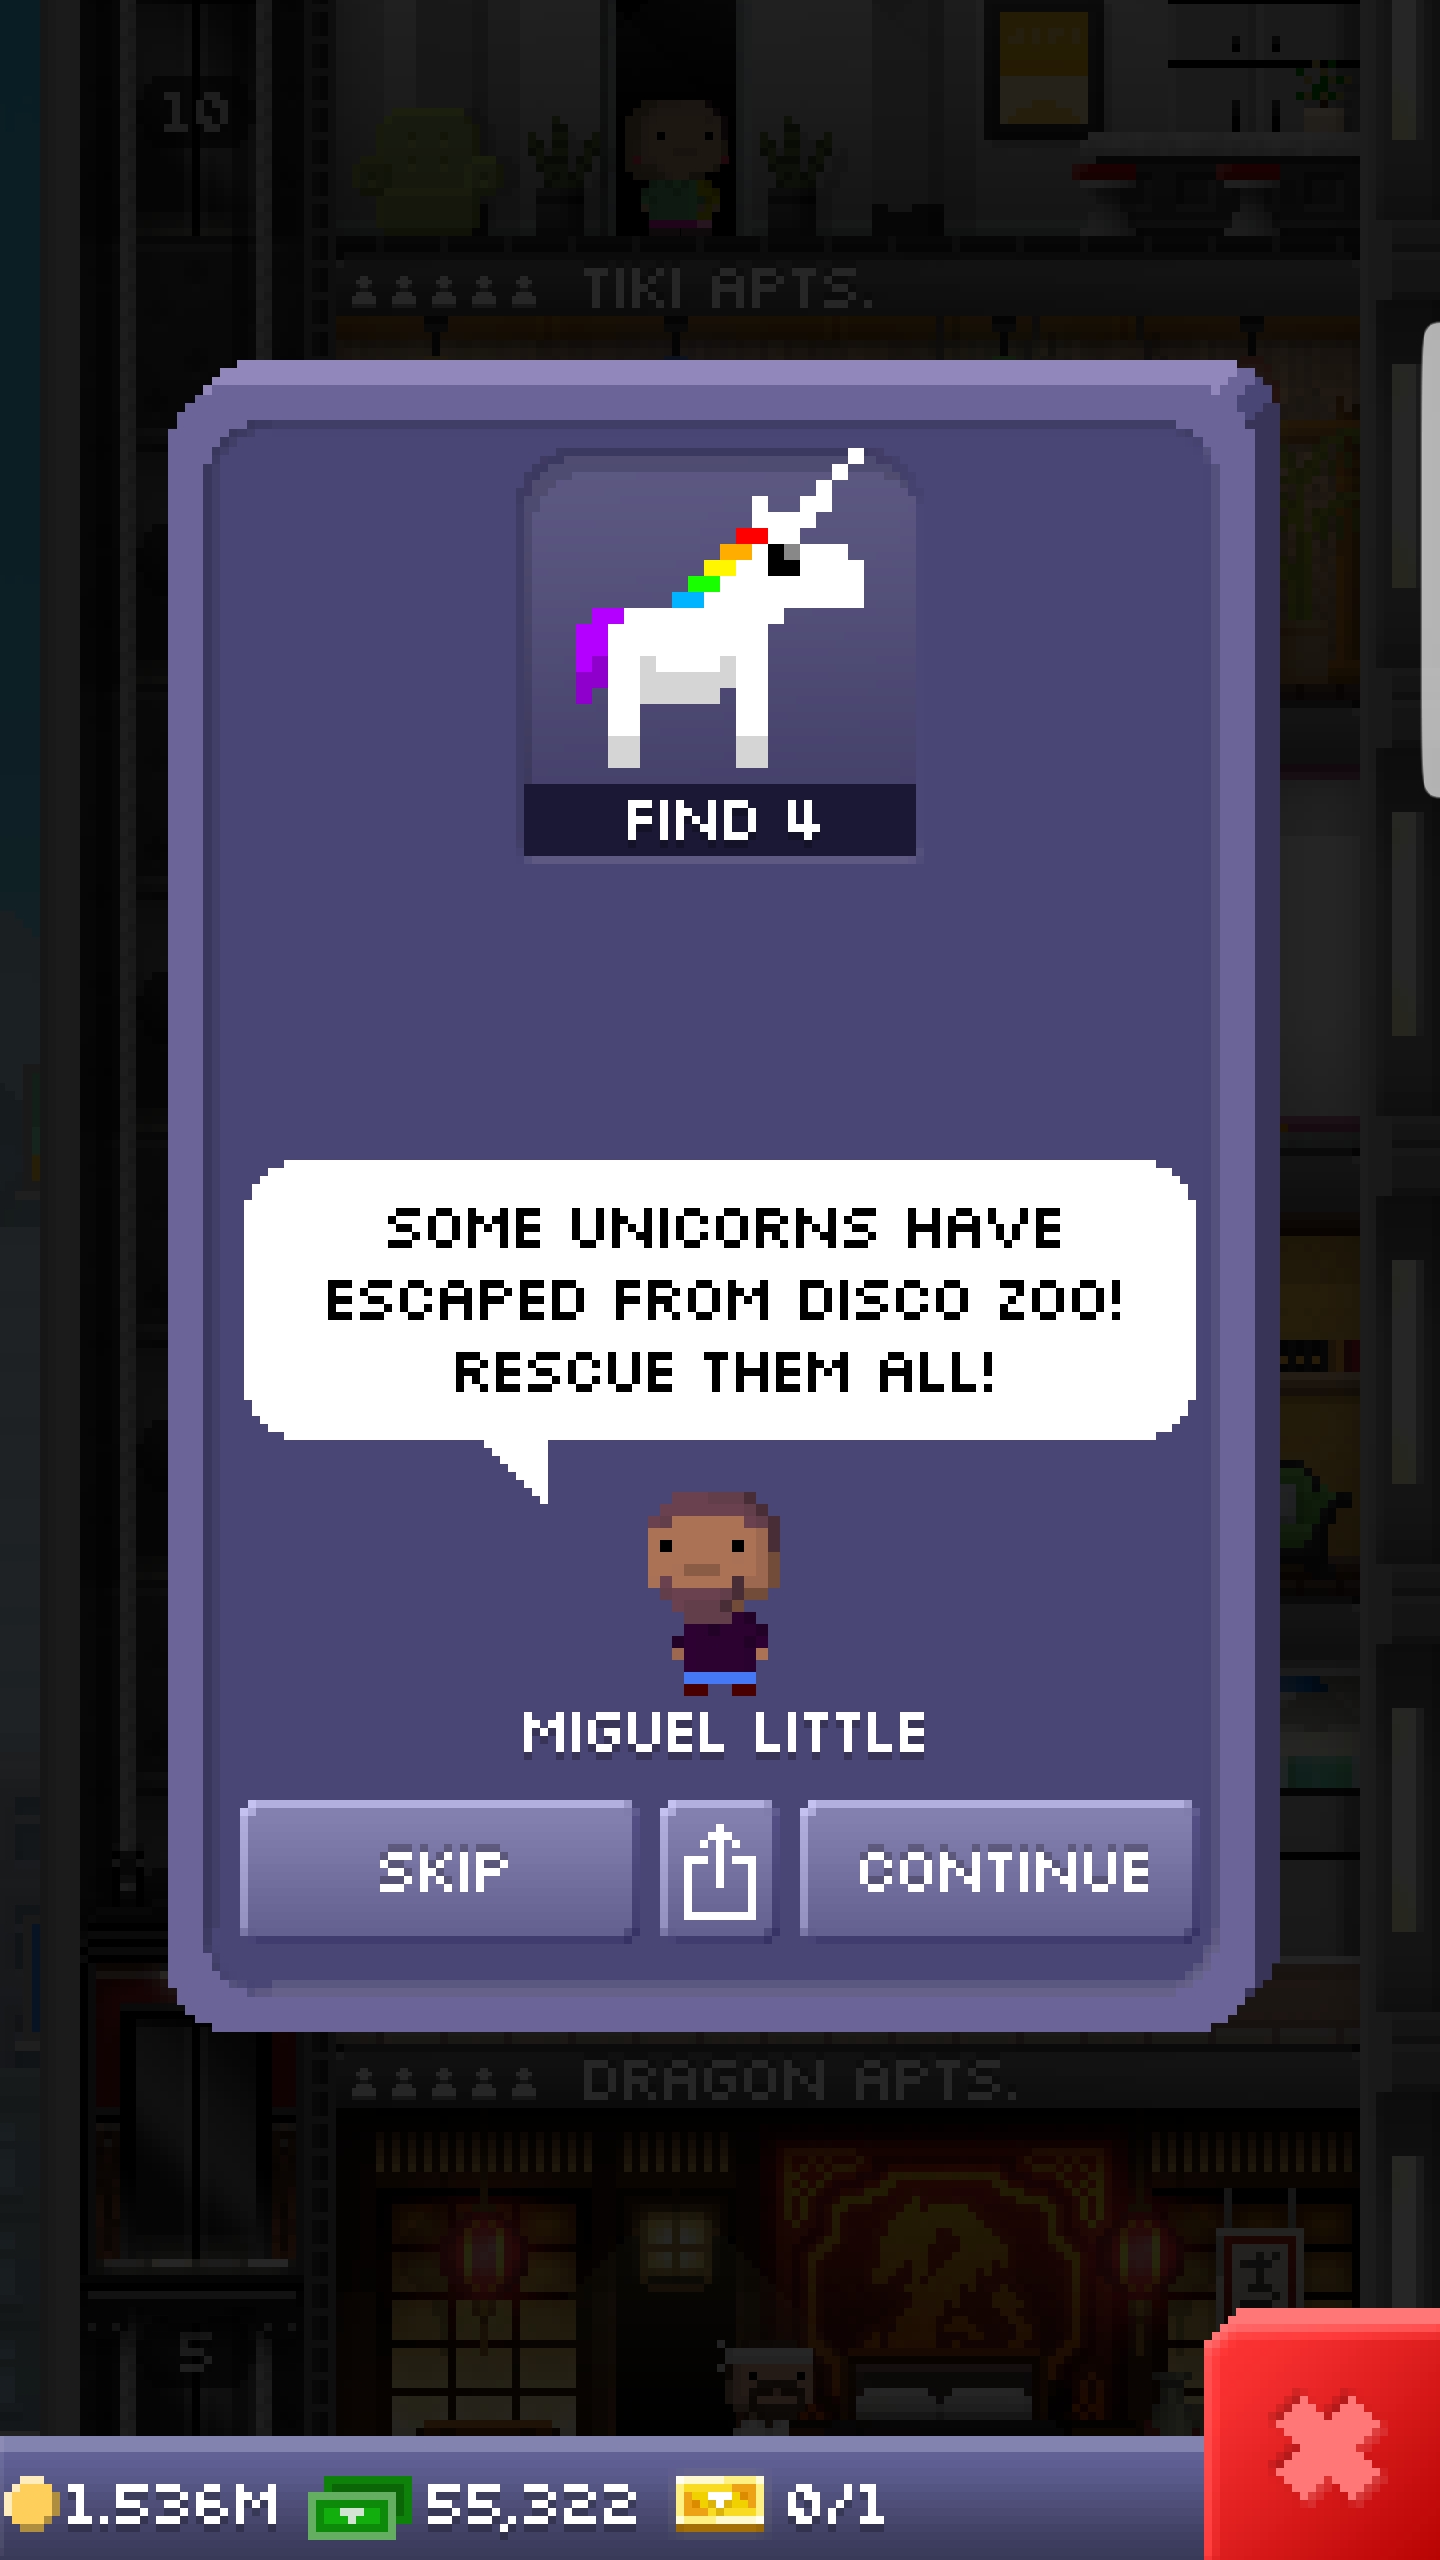 10
TIKI APTS.
FIND 4
SOME UNICORNS HAVE
ESCAPED FROM DISCO ZOO!
RESCUE THEM ALL!
MIGUEL LITTLE
SKIP
CONTINUE
DRAGON APTS.
5
1.536M 55,322 0/1